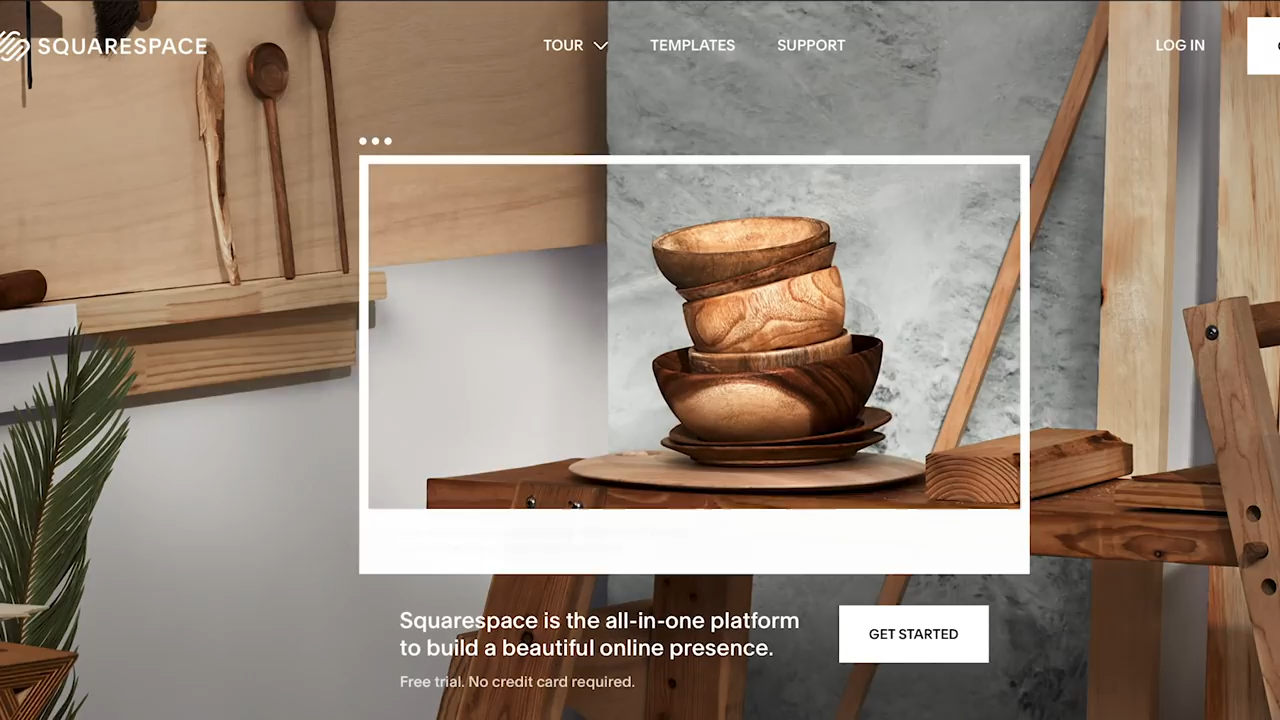 SQUARESPACE
TOUR
TEMPLATES
SUPPORT
LOG IN
Squarespace is the all-in-one platform
to build a beautiful online presence.
GET STARTED
Free trial. No credit card required.